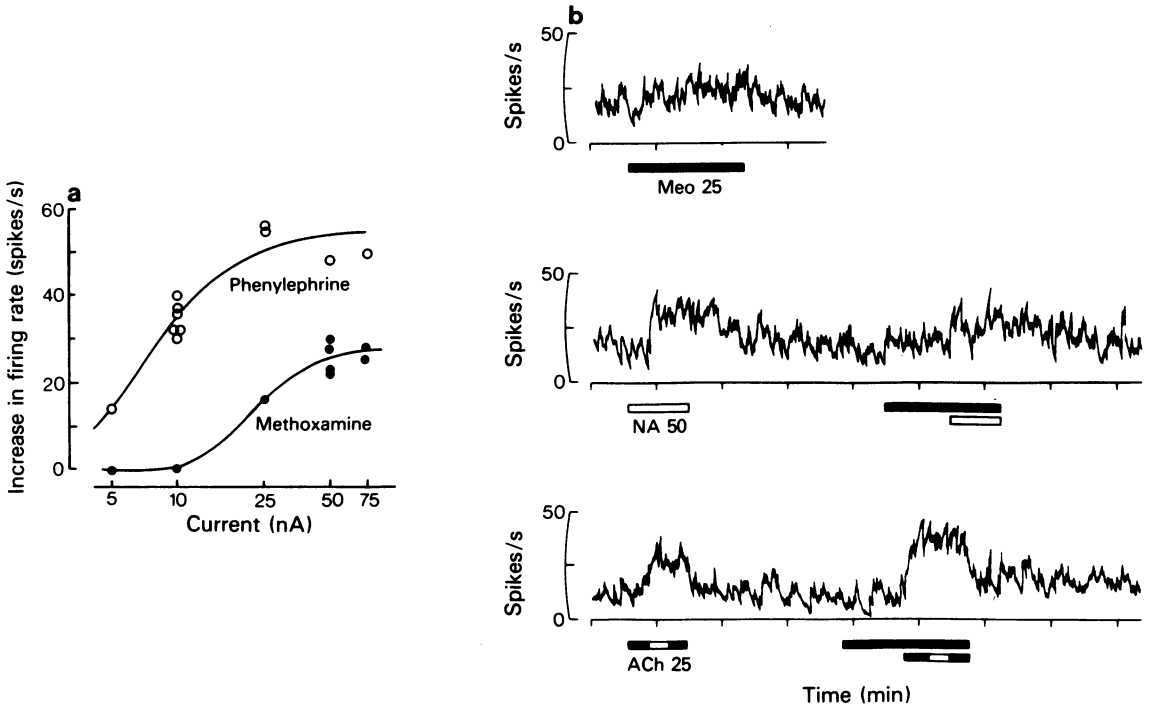 a
Increase in firing rate (spikes/s)
60
40
20
0
Phenylephrine
Methoxamine
5 10 25 50 75
Current (nA)
b
Spikes/s
50
0
Meo 25
Spikes/s
50
0
NA 50
Spikes/s
50
0
ACh 25
Time (min)